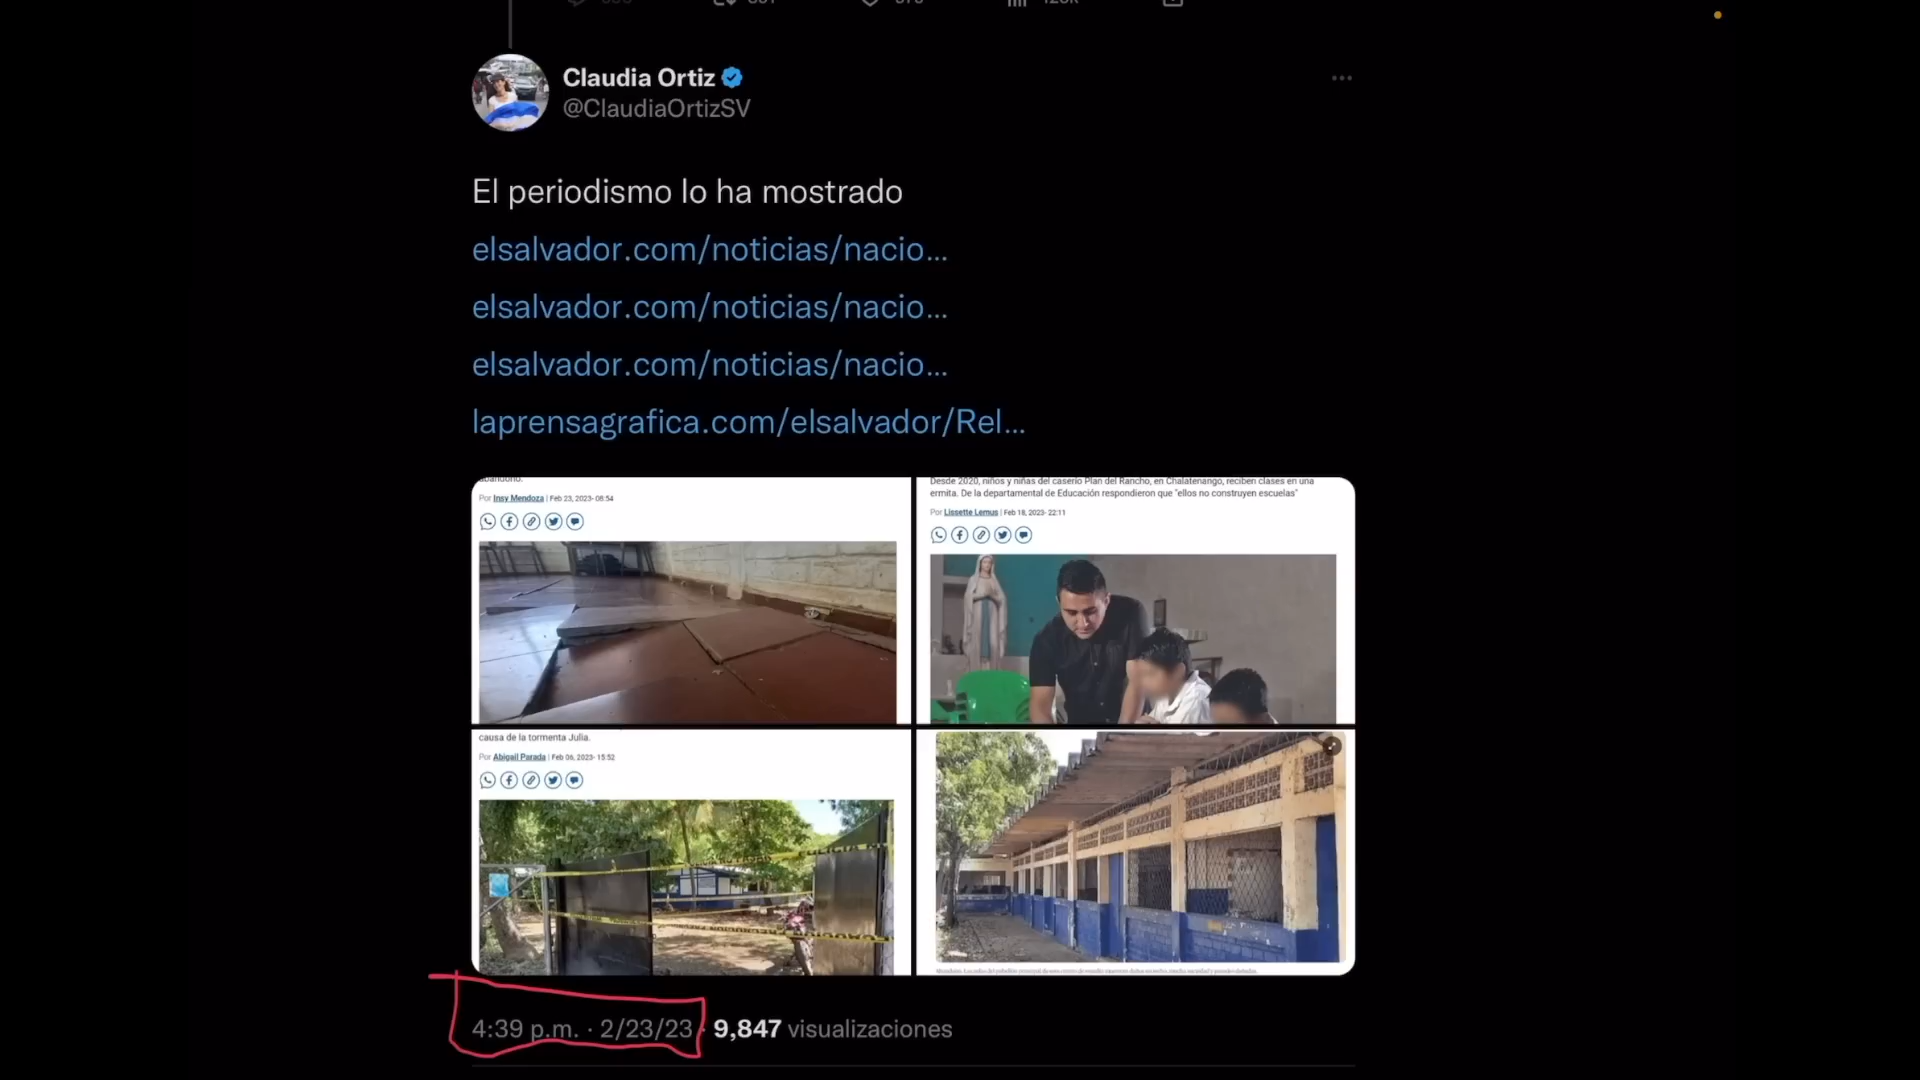 Claudia Ortiz
@ClaudiaOrtizSV
El periodismo lo ha mostrado
elsalvador.com/noticias/nacio...
elsalvador.com/noticias/nacio...
elsalvador.com/noticias/nacio...
laprensagrafica.com/elsalvador/Rel...
abandono.
Por Insy Mendoza | Feb 23, 2023- 08:54
Desde 2020, niños y niñas del caserío Plan del Rancho, en Chalatenango, reciben clases en una
ermita. De la departamental de Educación respondieron que "ellos no construyen escuelas"
Por Lissette Lemus | Feb 18, 2023- 22:11
causa de la tormenta Julia.
Por Abigail Parada | Feb 06, 2023- 15:52
4:39 p.m. · 2/23/23 · 9,847 visualizaciones